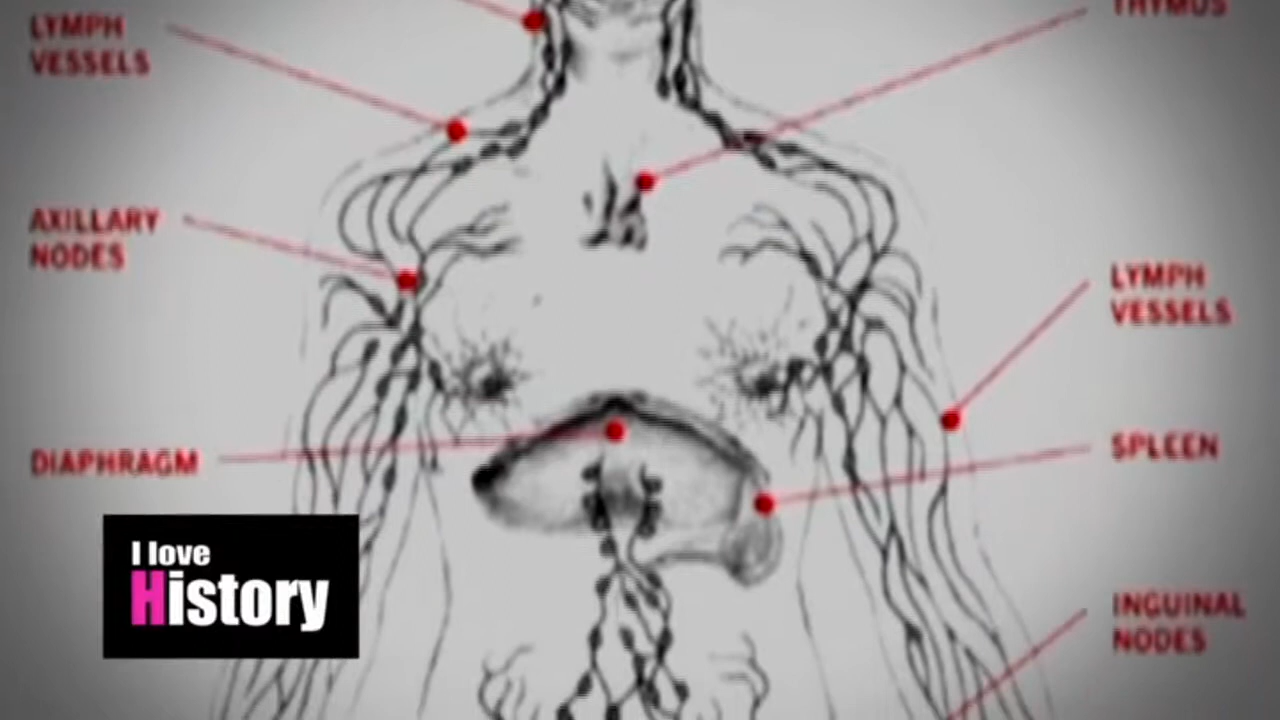 LYMPH
VESSELS
THYMUS
AXILLARY
NODES
LYMPH
VESSELS
DIAPHRAGM
SPLEEN
I love
History
INGUINAL
NODES